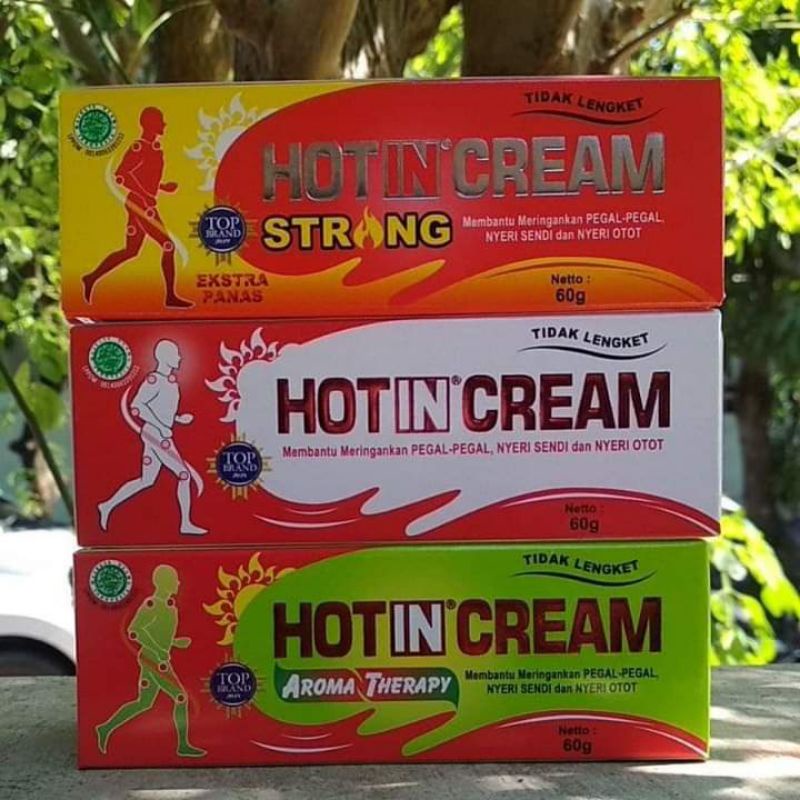 TIDAK LENGKET
HOT IN® CREAM
STRONG
Membantu Meringankan PEGAL-PEGAL,
NYERI SENDI dan NYERI OTOT
TOP
BRAND
EKSTRA
PANAS
Netto :
60g
TIDAK LENGKET
HOT IN® CREAM
Membantu Meringankan PEGAL-PEGAL, NYERI SENDI dan NYERI OTOT
TOP
BRAND
Netto :
60g
TIDAK LENGKET
HOT IN® CREAM
AROMA THERAPY
Membantu Meringankan PEGAL-PEGAL,
NYERI SENDI dan NYERI OTOT
TOP
BRAND
Netto :
60g